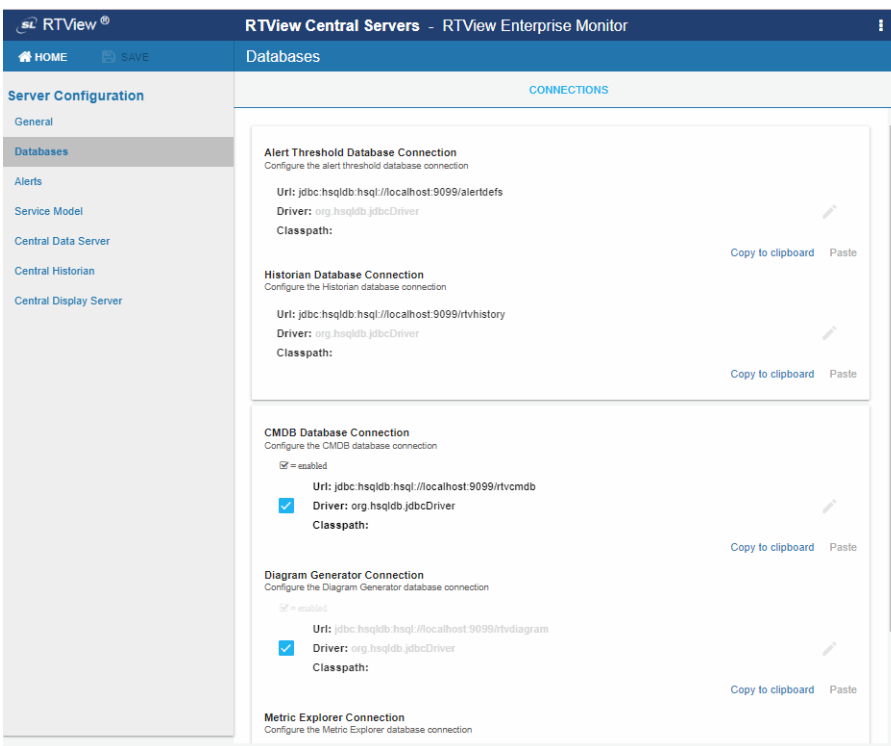 SL RTView ®
RTView Central Servers - RTView Enterprise Monitor
HOME
SAVE
Databases
Server Configuration
General
Databases
Alerts
Service Model
Central Data Server
Central Historian
Central Display Server
CONNECTIONS
Alert Threshold Database Connection
Configure the alert threshold database connection
Url: jdbc:hsqldb:hsql://localhost:9099/alertdefs
Driver: org.hsqldb.jdbcDriver
Classpath:
Copy to clipboard Paste
Historian Database Connection
Configure the Historian database connection
Url: jdbc:hsqldb:hsql://localhost:9099/rtvhistory
Driver: org.hsqldb.jdbcDriver
Classpath:
Copy to clipboard Paste
CMDB Database Connection
Configure the CMDB database connection
= enabled
Url: jdbc:hsqldb:hsql://localhost:9099/rtvcmdb
Driver: org.hsqldb.jdbcDriver
Classpath:
Copy to clipboard Paste
Diagram Generator Connection
Configure the Diagram Generator database connection
= enabled
Url: jdbc:hsqldb:hsql://localhost:9099/rtvdiagram
Driver: org.hsqldb.jdbcDriver
Classpath:
Copy to clipboard Paste
Metric Explorer Connection
Configure the Metric Explorer database connection